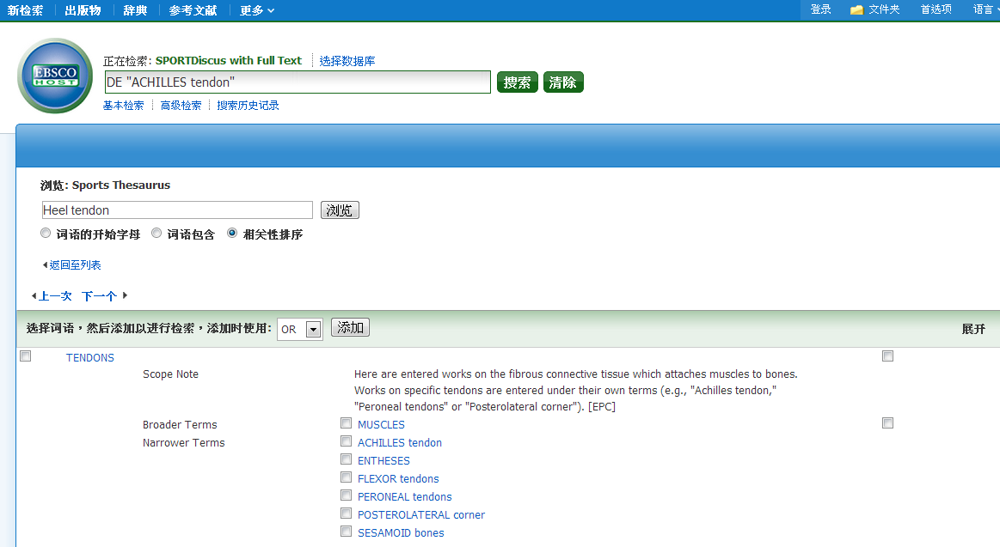 新检索 出版物 辞典 参考文献 更多 登录 文件夹 首选项 语言
EBSCO
HOST
正在检索: SPORTDiscus with Full Text 选择数据库
DE "ACHILLES tendon" 搜索 清除
基本检索 高级检索 搜索历史记录
浏览: Sports Thesaurus
Heel tendon 浏览
词语的开始字母 词语包含 相关性排序
返回至列表
上一次 下一个
选择词语，然后添加以进行检索，添加时使用: OR 添加 展开
TENDONS
Scope Note Here are entered works on the fibrous connective tissue which attaches muscles to bones.
Works on specific tendons are entered under their own terms (e.g., "Achilles tendon,"
"Peroneal tendons" or "Posterolateral corner"). [EPC]
Broader Terms MUSCLES
Narrower Terms ACHILLES tendon
ENTHESES
FLEXOR tendons
PERONEAL tendons
POSTEROLATERAL corner
SESAMOID bones